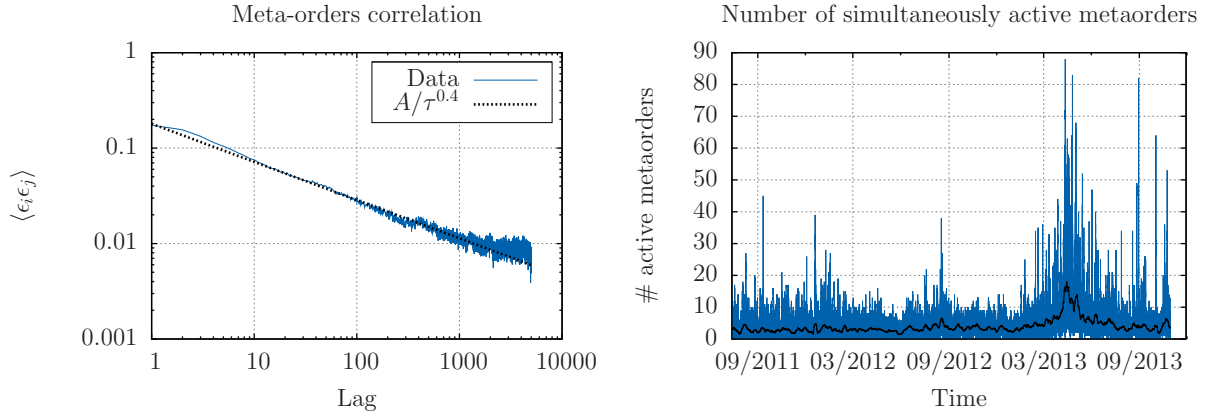 Meta-orders correlation
⟨ϵᵢϵⱼ⟩
1
0.1
0.01
0.001
Data
A/τ^0.4
1 10 100 1000 10000
Lag
Number of simultaneously active metaorders
# active metaorders
90
80
70
60
50
40
30
20
10
0
09/2011 03/2012 09/2012 03/2013 09/2013
Time